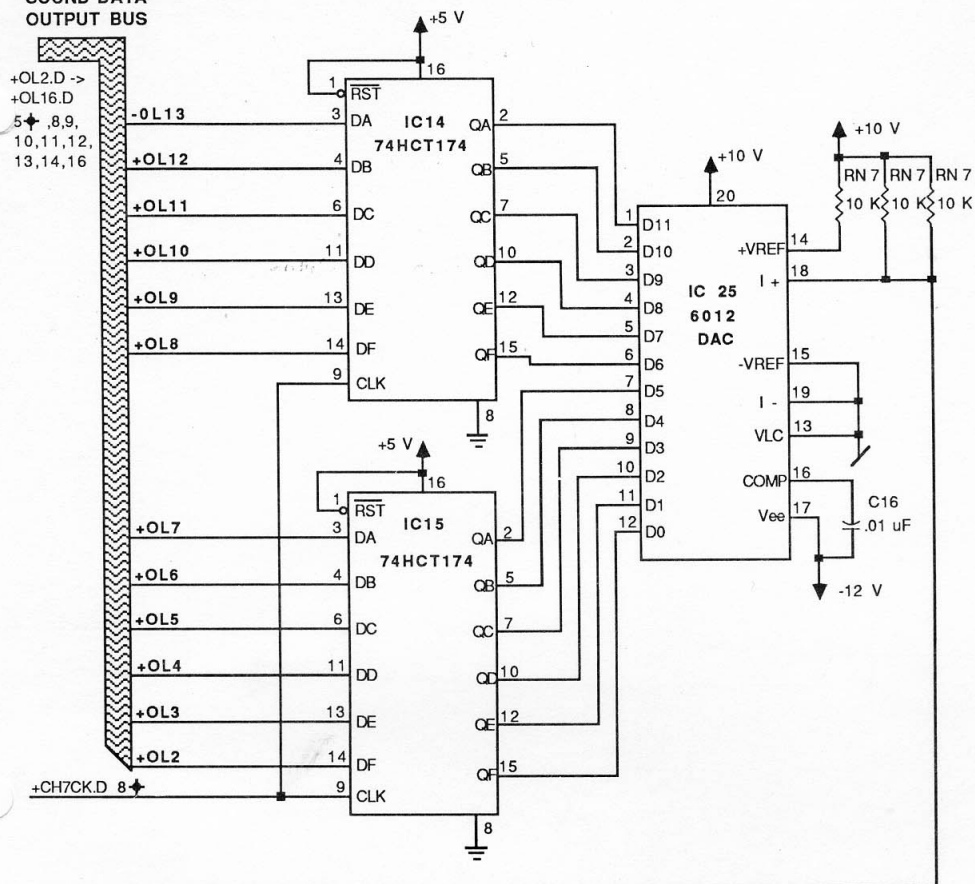 SOUND DATA
OUTPUT BUS
+OL2.D ->
+OL16.D
5 ,8,9,
10,11,12,
13,14,16
+5 V
16
1 RST
-0L13 3 DA
+OL12 4 DB
+OL11 6 DC
+OL10 11 DD
+OL9 13 DE
+OL8 14 DF
9 CLK
IC14
74HCT174
QA 2
QB 5
QC 7
QD 10
QE 12
QF 15
8
+5 V
16
1 RST
+OL7 3 DA
+OL6 4 DB
+OL5 6 DC
+OL4 11 DD
+OL3 13 DE
+OL2 14 DF
+CH7CK.D 8 9 CLK
IC15
74HCT174
QA 2
QB 5
QC 7
QD 10
QE 12
QF 15
8
+10 V
20
1 D11
2 D10
3 D9
4 D8
5 D7
6 D6
7 D5
8 D4
9 D3
10 D2
11 D1
12 D0
IC 25
6012
DAC
+VREF 14
I + 18
-VREF 15
I - 19
VLC 13
COMP 16
Vee 17
+10 V
RN 7 RN 7 RN 7
10 K 10 K 10 K
C16
.01 uF
-12 V